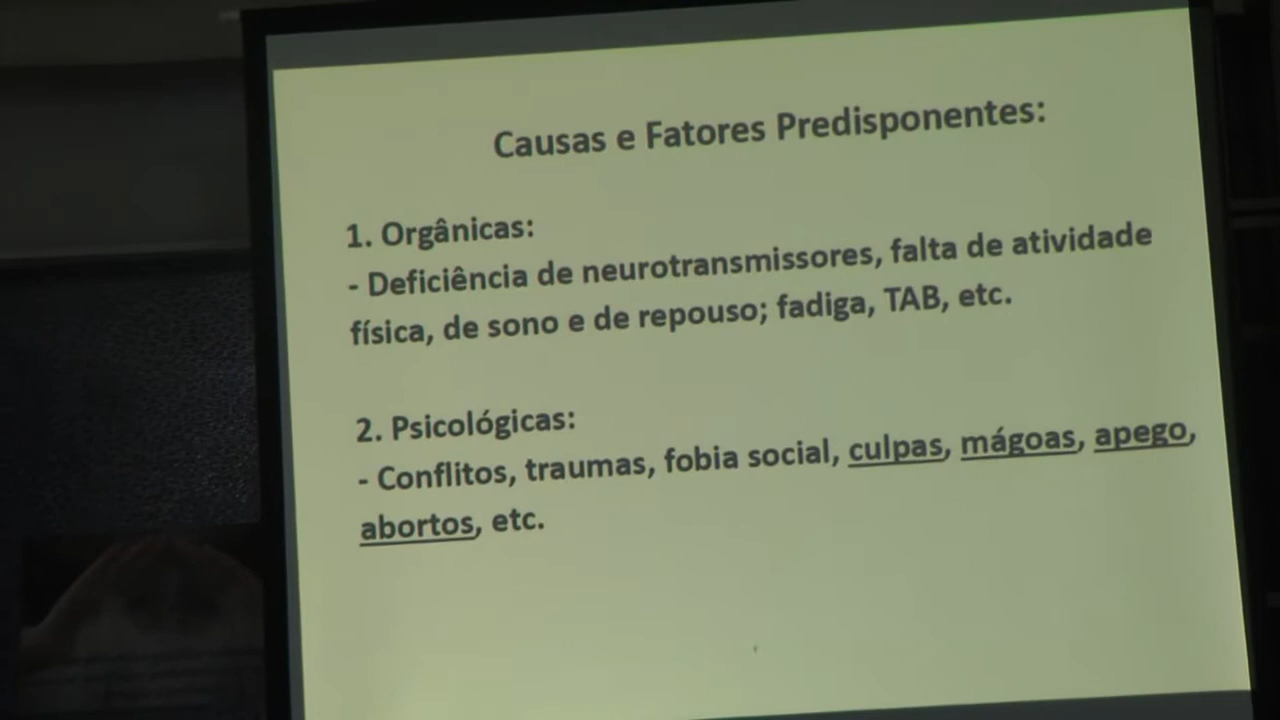 Causas e Fatores Predisponentes:
1. Orgânicas:
- Deficiência de neurotransmissores, falta de atividade
física, de sono e de repouso; fadiga, TAB, etc.
2. Psicológicas:
- Conflitos, traumas, fobia social, culpas, mágoas, apego,
abortos, etc.